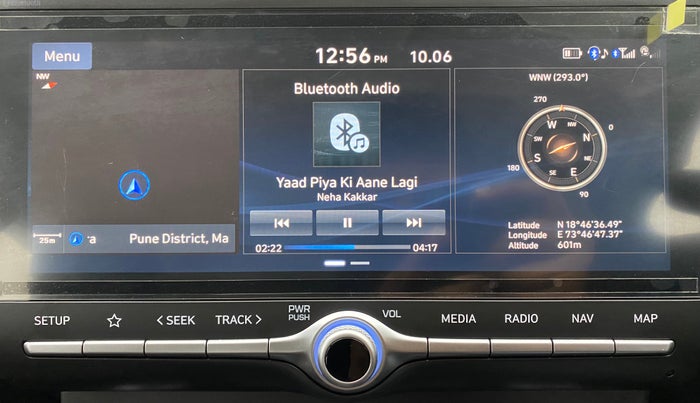 Menu
12:56 PM
10.06
NW
25m
a Pune District, Ma
Bluetooth Audio
Yaad Piya Ki Aane Lagi
Neha Kakkar
02:22
04:17
WNW (293.0°)
270
0
180
90
W
NW
N
NE
E
SE
S
SW
Latitude N 18°46'36.49"
Longitude E 73°46'47.37"
Altitude 601m
SETUP
< SEEK
TRACK >
PWR
PUSH
VOL
MEDIA
RADIO
NAV
MAP